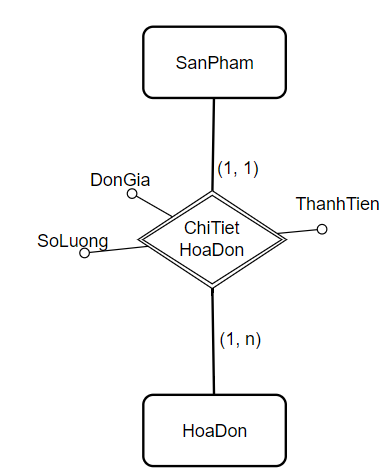 SanPham
(1, 1)
DonGia
ThanhTien
ChiTiet
HoaDon
SoLuong
(1, n)
HoaDon